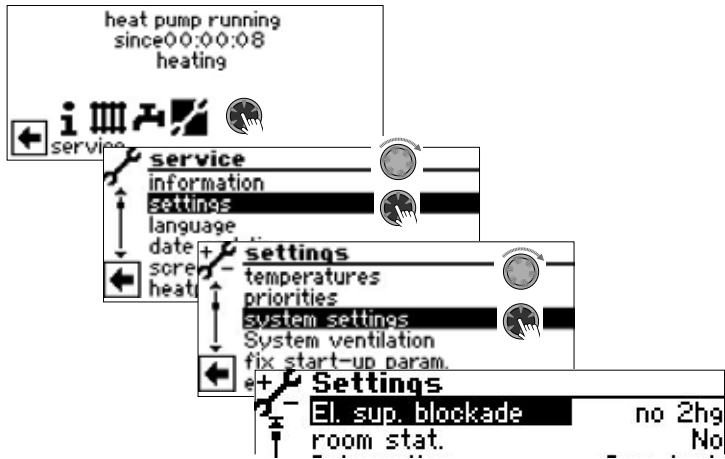 heat pump running
since00:00:08
heating
service
service
information
settings
language
date
settings
temperatures
priorities
system settings
System ventilation
fix start-up param.
Settings
El. sup. blockade no 2hg
room stat. No